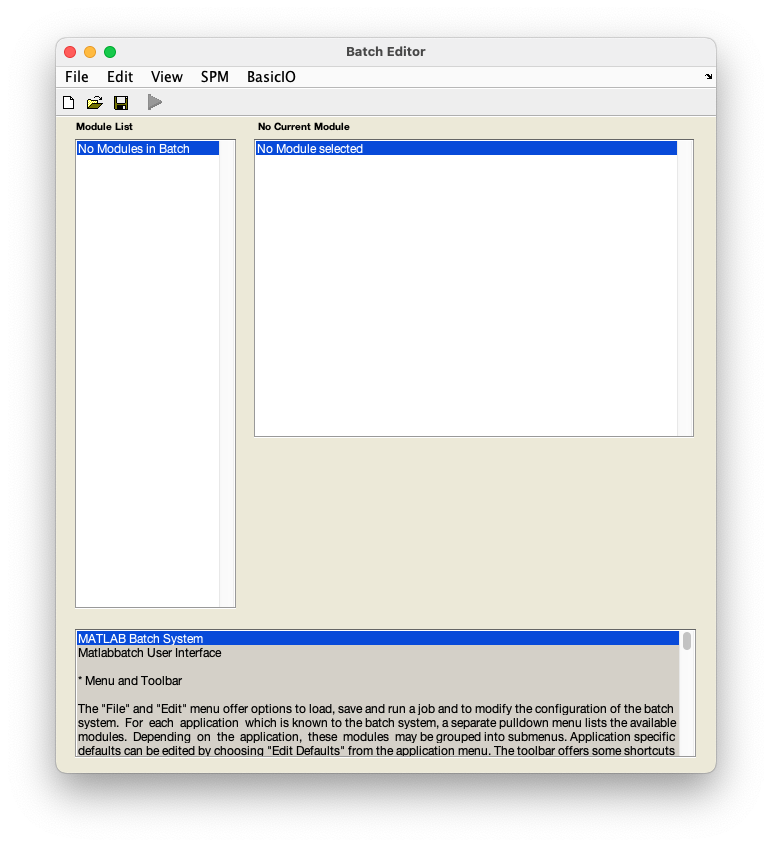 Batch Editor
File Edit View SPM BasicIO
Module List
No Current Module
No Modules in Batch
No Module selected
MATLAB Batch System
Matlabbatch User Interface
* Menu and Toolbar
The "File" and "Edit" menu offer options to load, save and run a job and to modify the configuration of the batch
system. For each application which is known to the batch system, a separate pulldown menu lists the available
modules. Depending on the application, these modules may be grouped into submenus. Application specific
defaults can be edited by choosing "Edit Defaults" from the application menu. The toolbar offers some shortcuts